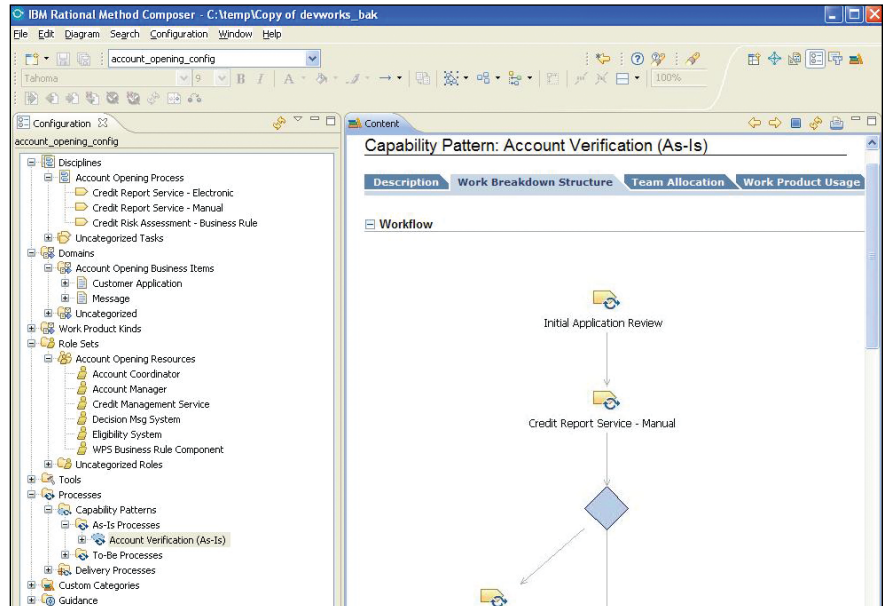 IBM Rational Method Composer - C:\temp\Copy of devworks_bak
File Edit Diagram Search Configuration Window Help
account_opening_config
Tahoma 9 B I A 100%
Configuration
account_opening_config
Disciplines
Account Opening Process
Credit Report Service - Electronic
Credit Report Service - Manual
Credit Risk Assessment - Business Rule
Uncategorized Tasks
Domains
Account Opening Business Items
Customer Application
Message
Uncategorized
Work Product Kinds
Role Sets
Account Opening Resources
Account Coordinator
Account Manager
Credit Management Service
Decision Msg System
Eligibility System
WPS Business Rule Component
Uncategorized Roles
Tools
Processes
Capability Patterns
As-Is Processes
Account Verification (As-Is)
To-Be Processes
Delivery Processes
Custom Categories
Guidance
Content
Capability Pattern: Account Verification (As-Is)
Description Work Breakdown Structure Team Allocation Work Product Usage
Workflow
Initial Application Review
Credit Report Service - Manual